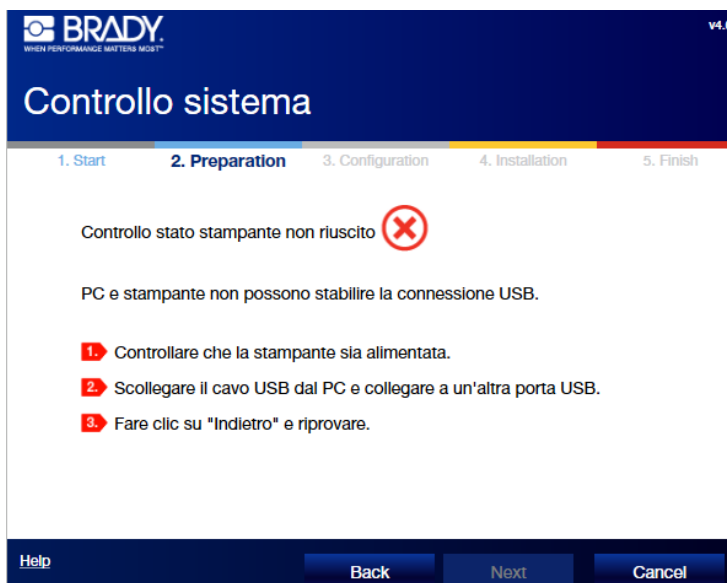 BRADY.
WHEN PERFORMANCE MATTERS MOST™
Controllo sistema
1. Start 2. Preparation 3. Configuration 4. Installation 5. Finish
Controllo stato stampante non riuscito
PC e stampante non possono stabilire la connessione USB.
1. Controllare che la stampante sia alimentata.
2. Scollegare il cavo USB dal PC e collegare a un'altra porta USB.
3. Fare clic su "Indietro" e riprovare.
Help Back Next Cancel